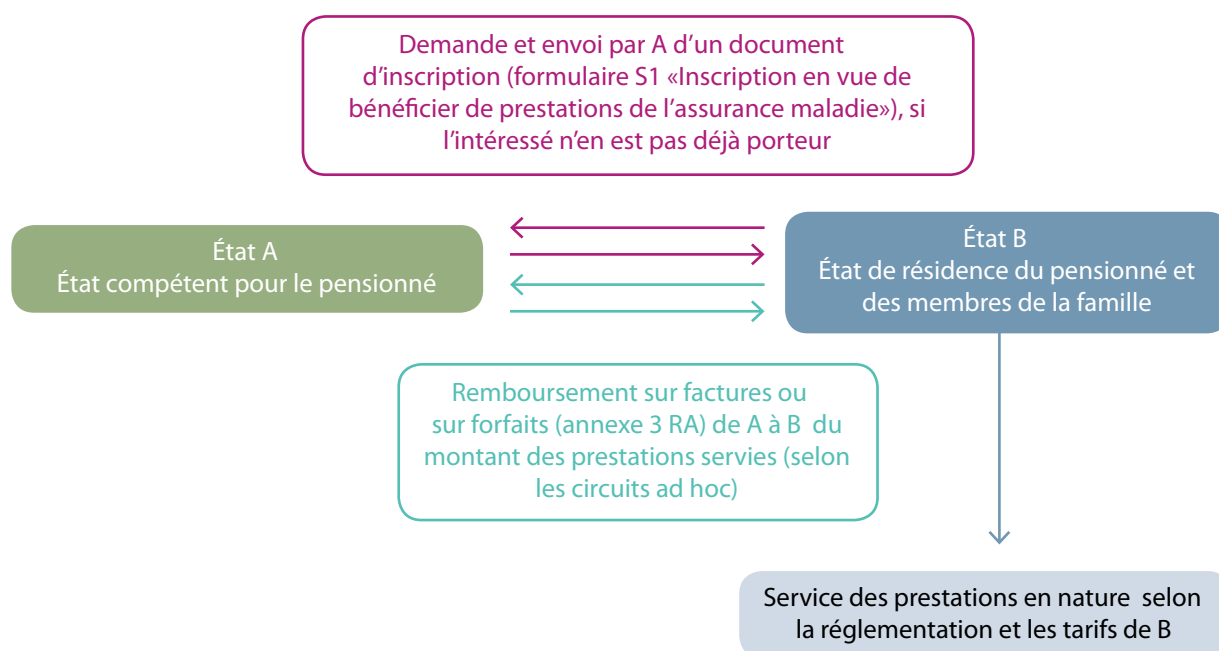 Demande et envoi par A d’un document
d’inscription (formulaire S1 «Inscription en vue de
bénéficier de prestations de l’assurance maladie»), si
l’intéressé n’en est pas déjà porteur
État A
État compétent pour le pensionné
État B
État de résidence du pensionné et
des membres de la famille
Remboursement sur factures ou
sur forfaits (annexe 3 RA) de A à B du
montant des prestations servies (selon
les circuits ad hoc)
Service des prestations en nature selon
la réglementation et les tarifs de B